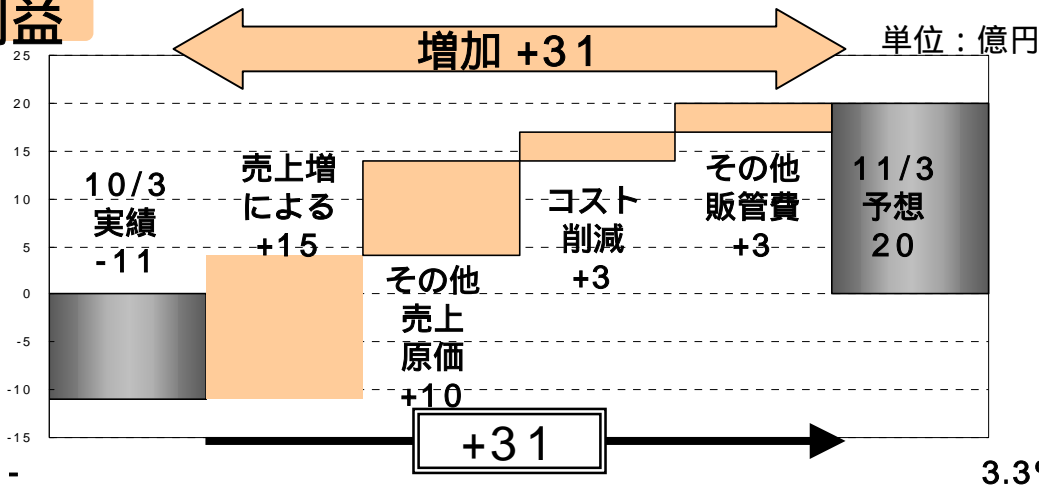 利益
単位：億円
増加 +31
25
20
15
10
5
0
-5
-10
-15
10/3
実績
-11
売上増
による
+15
その他
売上
原価
+10
コスト
削減
+3
その他
販管費
+3
11/3
予想
20
+31
-
3.3%